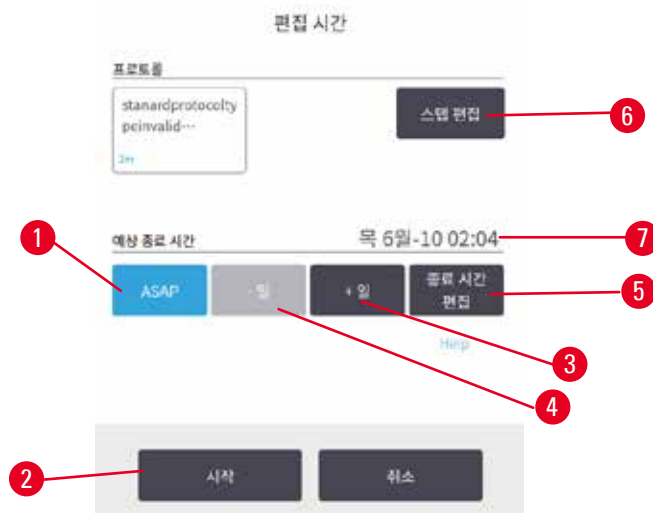 편집 시간
프로토콜
stanardprotocolty
peinvalid…
2m
스텝 편집
6
1
예상 종료 시간
목 6월-10 02:04
7
ASAP
- 일
+ 일
종료 시간
편집
5
Help
3
4
2
시작
취소